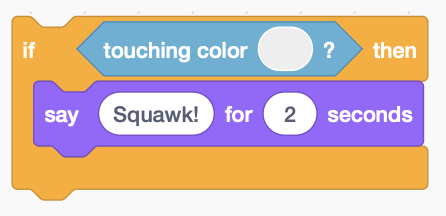 if touching color ? then
say Squawk! for 2 seconds